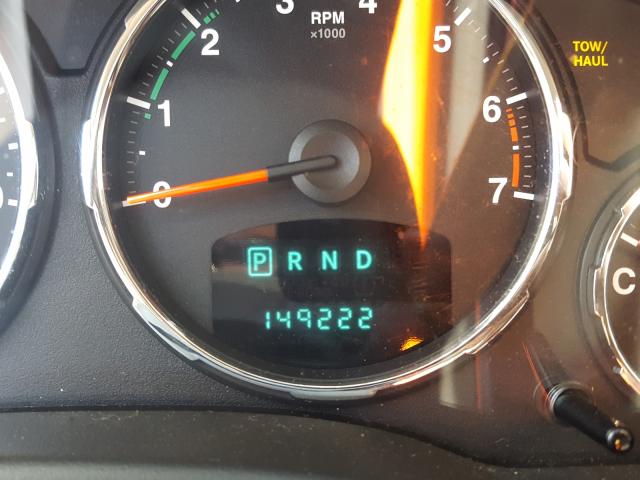 3 4
RPM
×1000
2 5
TOW/
HAUL
1 6
0 7
P R N D
C
149222